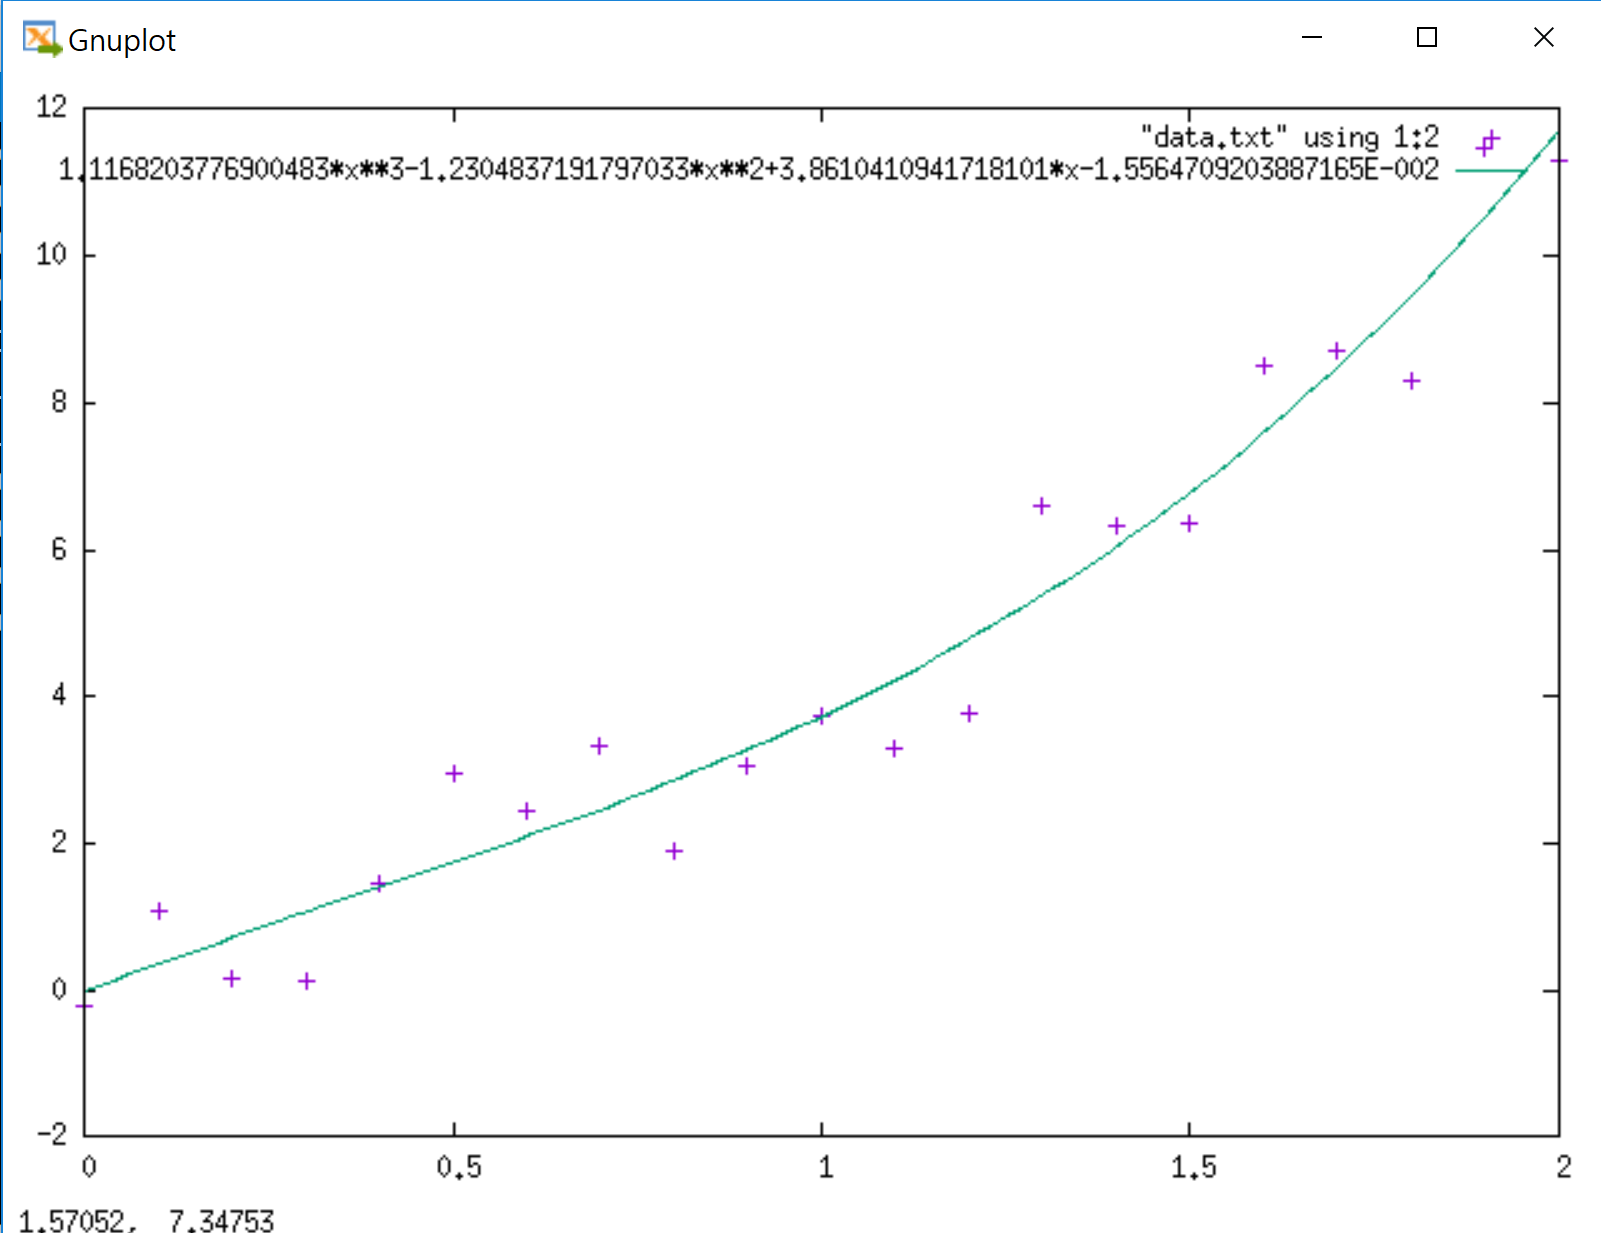 Gnuplot
12
"data.txt" using 1:2
1.1168203776900483*x**3-1.2304837191797033*x**2+3.8610410941718101*x-1.5564709203887165E-002
10
8
6
4
2
0
-2
0 0.5 1 1.5 2
1.57052, 7.34753